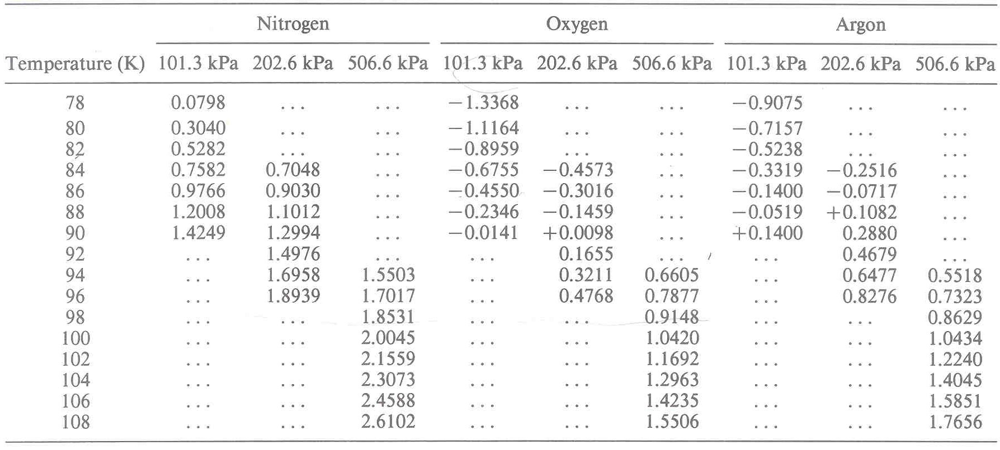 Nitrogen Oxygen Argon
Temperature (K) 101.3 kPa 202.6 kPa 506.6 kPa 101.3 kPa 202.6 kPa 506.6 kPa 101.3 kPa 202.6 kPa 506.6 kPa
78 0.0798 ... ... −1.3368 ... ... −0.9075 ... ...
80 0.3040 ... ... −1.1164 ... ... −0.7157 ... ...
82 0.5282 ... ... −0.8959 ... ... −0.5238 ... ...
84 0.7582 0.7048 ... −0.6755 −0.4573 ... −0.3319 −0.2516 ...
86 0.9766 0.9030 ... −0.4550 −0.3016 ... −0.1400 −0.0717 ...
88 1.2008 1.1012 ... −0.2346 −0.1459 ... −0.0519 +0.1082 ...
90 1.4249 1.2994 ... −0.0141 +0.0098 ... +0.1400 0.2880 ...
92 ... 1.4976 ... ... 0.1655 ... ... 0.4679 ...
94 ... 1.6958 1.5503 ... 0.3211 0.6605 ... 0.6477 0.5518
96 ... 1.8939 1.7017 ... 0.4768 0.7877 ... 0.8276 0.7323
98 ... ... 1.8531 ... ... 0.9148 ... ... 0.8629
100 ... ... 2.0045 ... ... 1.0420 ... ... 1.0434
102 ... ... 2.1559 ... ... 1.1692 ... ... 1.2240
104 ... ... 2.3073 ... ... 1.2963 ... ... 1.4045
106 ... ... 2.4588 ... ... 1.4235 ... ... 1.5851
108 ... ... 2.6102 ... ... 1.5506 ... ... 1.7656